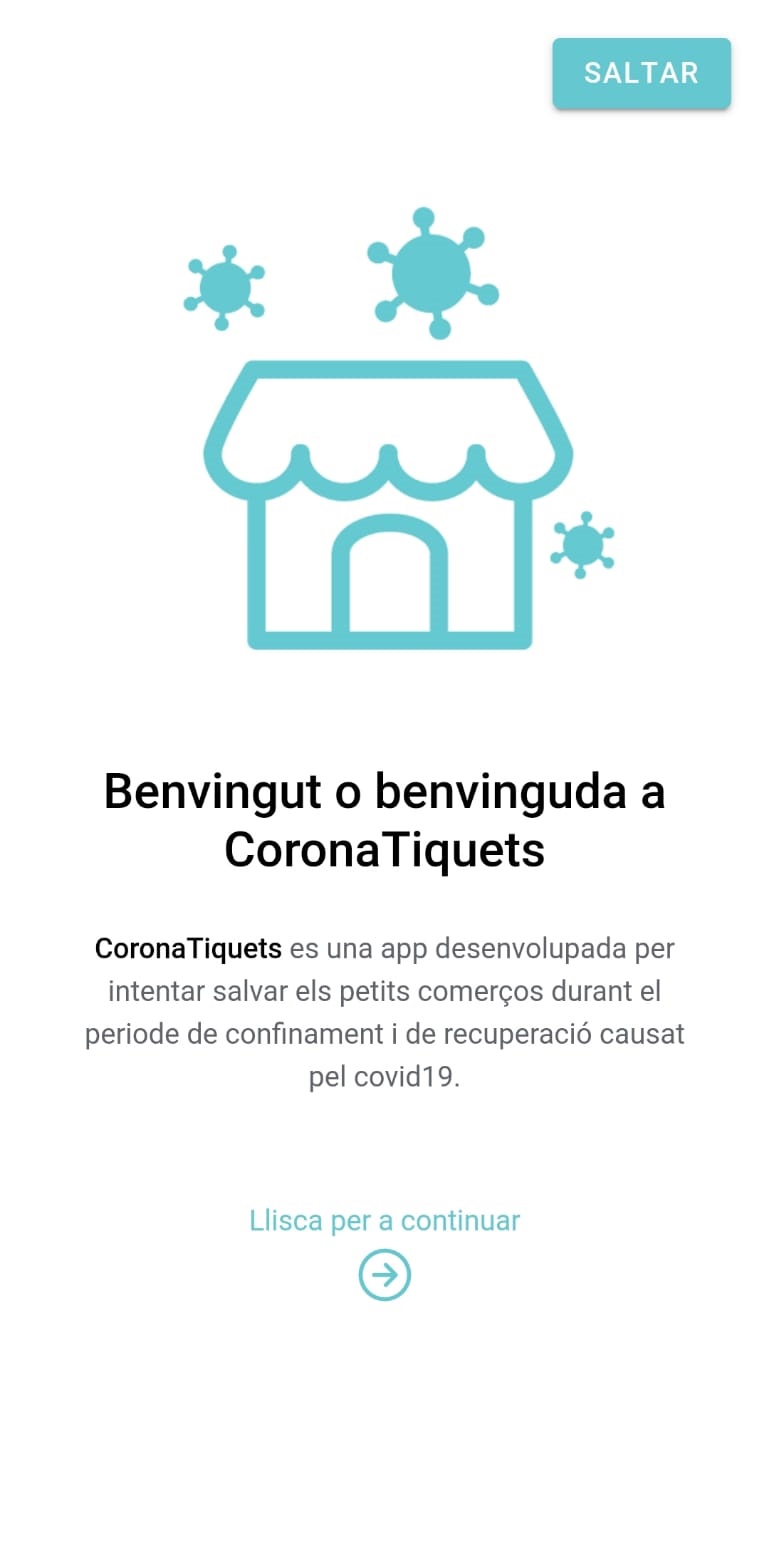 SALTAR
Benvingut o benvinguda a
CoronaTiquets
CoronaTiquets es una app desenvolupada per
intentar salvar els petits comerços durant el
periode de confinament i de recuperació causat
pel covid19.
Llisca per a continuar